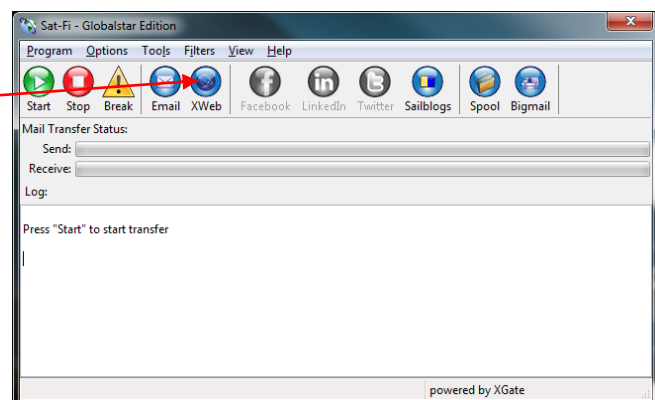 Sat-Fi - Globalstar Edition
Program Options Tools Filters View Help
Start Stop Break Email XWeb Facebook LinkedIn Twitter Sailblogs Spool Bigmail
Mail Transfer Status:
Send:
Receive:
Log:
Press "Start" to start transfer
powered by XGate